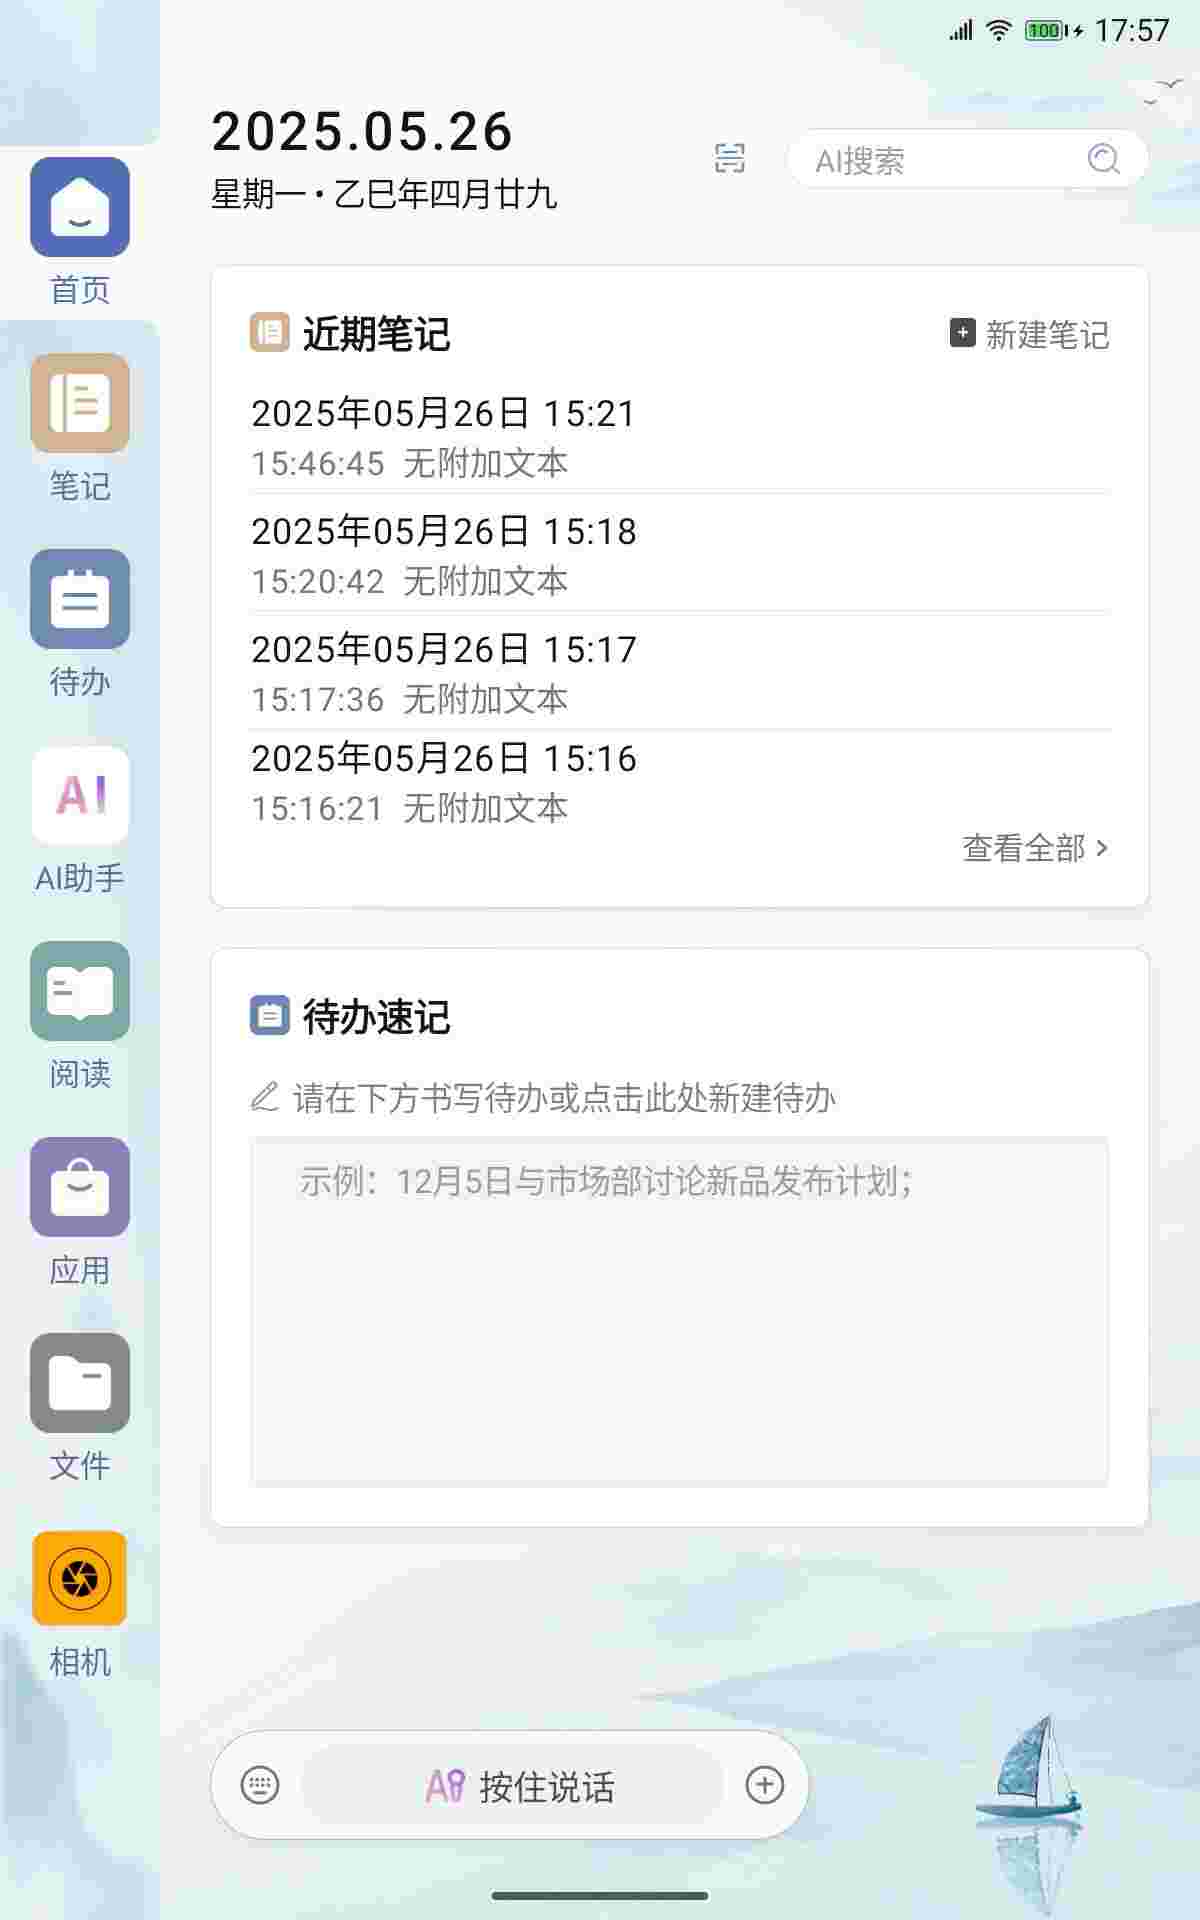 100 17:57
2025.05.26
星期一 • 乙巳年四月廿九
AI搜索
首页
笔记
待办
AI
AI助手
阅读
应用
文件
相机
近期笔记
新建笔记
2025年05月26日 15:21
15:46:45 无附加文本
2025年05月26日 15:18
15:20:42 无附加文本
2025年05月26日 15:17
15:17:36 无附加文本
2025年05月26日 15:16
15:16:21 无附加文本
查看全部
待办速记
请在下方书写待办或点击此处新建待办
示例：12月5日与市场部讨论新品发布计划；
AI 按住说话